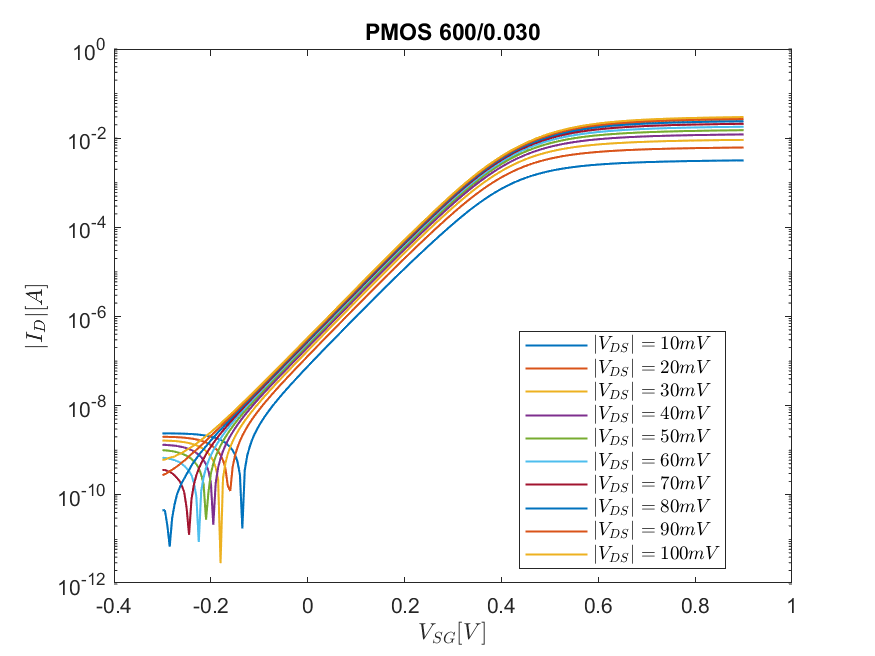 PMOS 600/0.030
10^0
10^-2
10^-4
10^-6
10^-8
10^-10
10^-12
|I_D|[A]
-0.4 -0.2 0 0.2 0.4 0.6 0.8 1
V_SG[V]
|V_DS| = 10mV
|V_DS| = 20mV
|V_DS| = 30mV
|V_DS| = 40mV
|V_DS| = 50mV
|V_DS| = 60mV
|V_DS| = 70mV
|V_DS| = 80mV
|V_DS| = 90mV
|V_DS| = 100mV